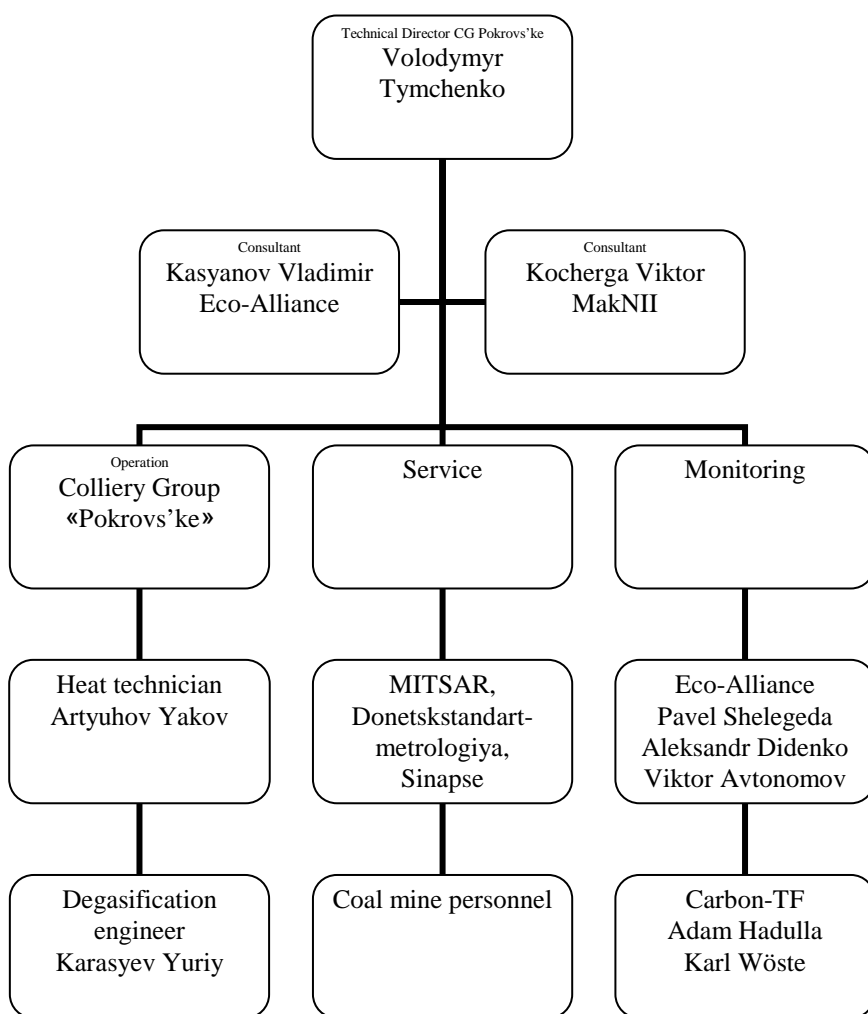 Technical Director CG Pokrovs’ke
Volodymyr
Tymchenko
Consultant
Kasyanov Vladimir
Eco-Alliance
Consultant
Kocherga Viktor
MakNII
Operation
Colliery Group
«Pokrovs’ke»
Service
Monitoring
Heat technician
Artyuhov Yakov
MITSAR,
Donetskstandart-
metrologiya,
Sinapse
Eco-Alliance
Pavel Shelegeda
Aleksandr Didenko
Viktor Avtonomov
Degasification
engineer
Karasyev Yuriy
Coal mine personnel
Carbon-TF
Adam Hadulla
Karl Wöste